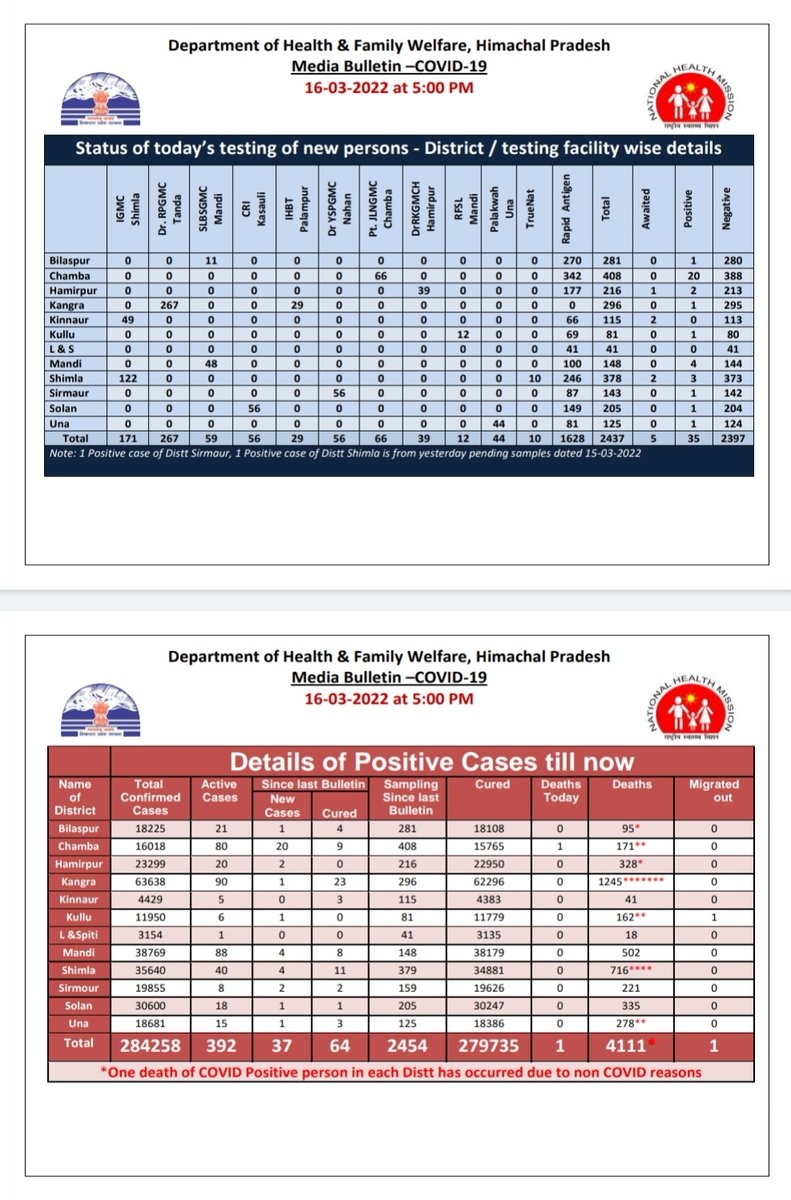 Department of Health & Family Welfare, Himachal Pradesh
Media Bulletin –COVID-19
16-03-2022 at 5:00 PM
NATIONAL HEALTH MISSION
Status of today's testing of new persons - District / testing facility wise details
IGMC Shimla Dr. RPGMC Tanda SLBSGMC Mandi CRI Kasauli IHBT Palampur Dr YSPGMC Nahan Pt. JLNGMC Chamba DrRKGMCH Hamirpur RFSL Mandi Palakwah Una TrueNat Rapid Antigen Total Awaited Positive Negative
Bilaspur 0 0 11 0 0 0 0 0 0 0 0 270 281 0 1 280
Chamba 0 0 0 0 0 0 66 0 0 0 0 342 408 0 20 388
Hamirpur 0 0 0 0 0 0 0 39 0 0 0 177 216 1 2 213
Kangra 0 267 0 0 29 0 0 0 0 0 0 0 296 0 1 295
Kinnaur 49 0 0 0 0 0 0 0 0 0 0 66 115 2 0 113
Kullu 0 0 0 0 0 0 0 0 12 0 0 69 81 0 1 80
L & S 0 0 0 0 0 0 0 0 0 0 0 41 41 0 0 41
Mandi 0 0 48 0 0 0 0 0 0 0 0 100 148 0 4 144
Shimla 122 0 0 0 0 0 0 0 0 0 10 246 378 2 3 373
Sirmaur 0 0 0 0 0 56 0 0 0 0 0 87 143 0 1 142
Solan 0 0 0 56 0 0 0 0 0 0 0 149 205 0 1 204
Una 0 0 0 0 0 0 0 0 0 44 0 81 125 0 1 124
Total 171 267 59 56 29 56 66 39 12 44 10 1628 2437 5 35 2397
Note: 1 Positive case of Distt Sirmaur, 1 Positive case of Distt Shimla is from yesterday pending samples dated 15-03-2022
Department of Health & Family Welfare, Himachal Pradesh
Media Bulletin –COVID-19
16-03-2022 at 5:00 PM
NATIONAL HEALTH MISSION
Details of Positive Cases till now
Name of District Total Confirmed Cases Active Cases Since last Bulletin New Cases Cured Sampling Since last Bulletin Cured Deaths Today Deaths Migrated out
Bilaspur 18225 21 1 4 281 18108 0 95* 0
Chamba 16018 80 20 9 408 15765 1 171** 0
Hamirpur 23299 20 2 0 216 22950 0 328* 0
Kangra 63638 90 1 23 296 62296 0 1245******* 0
Kinnaur 4429 5 0 3 115 4383 0 41 0
Kullu 11950 6 1 0 81 11779 0 162** 1
L &Spiti 3154 1 0 0 41 3135 0 18 0
Mandi 38769 88 4 8 148 38179 0 502 0
Shimla 35640 40 4 11 379 34881 0 716**** 0
Sirmour 19855 8 2 2 159 19626 0 221 0
Solan 30600 18 1 1 205 30247 0 335 0
Una 18681 15 1 3 125 18386 0 278** 0
Total 284258 392 37 64 2454 279735 1 4111* 1
*One death of COVID Positive person in each Distt has occurred due to non COVID reasons